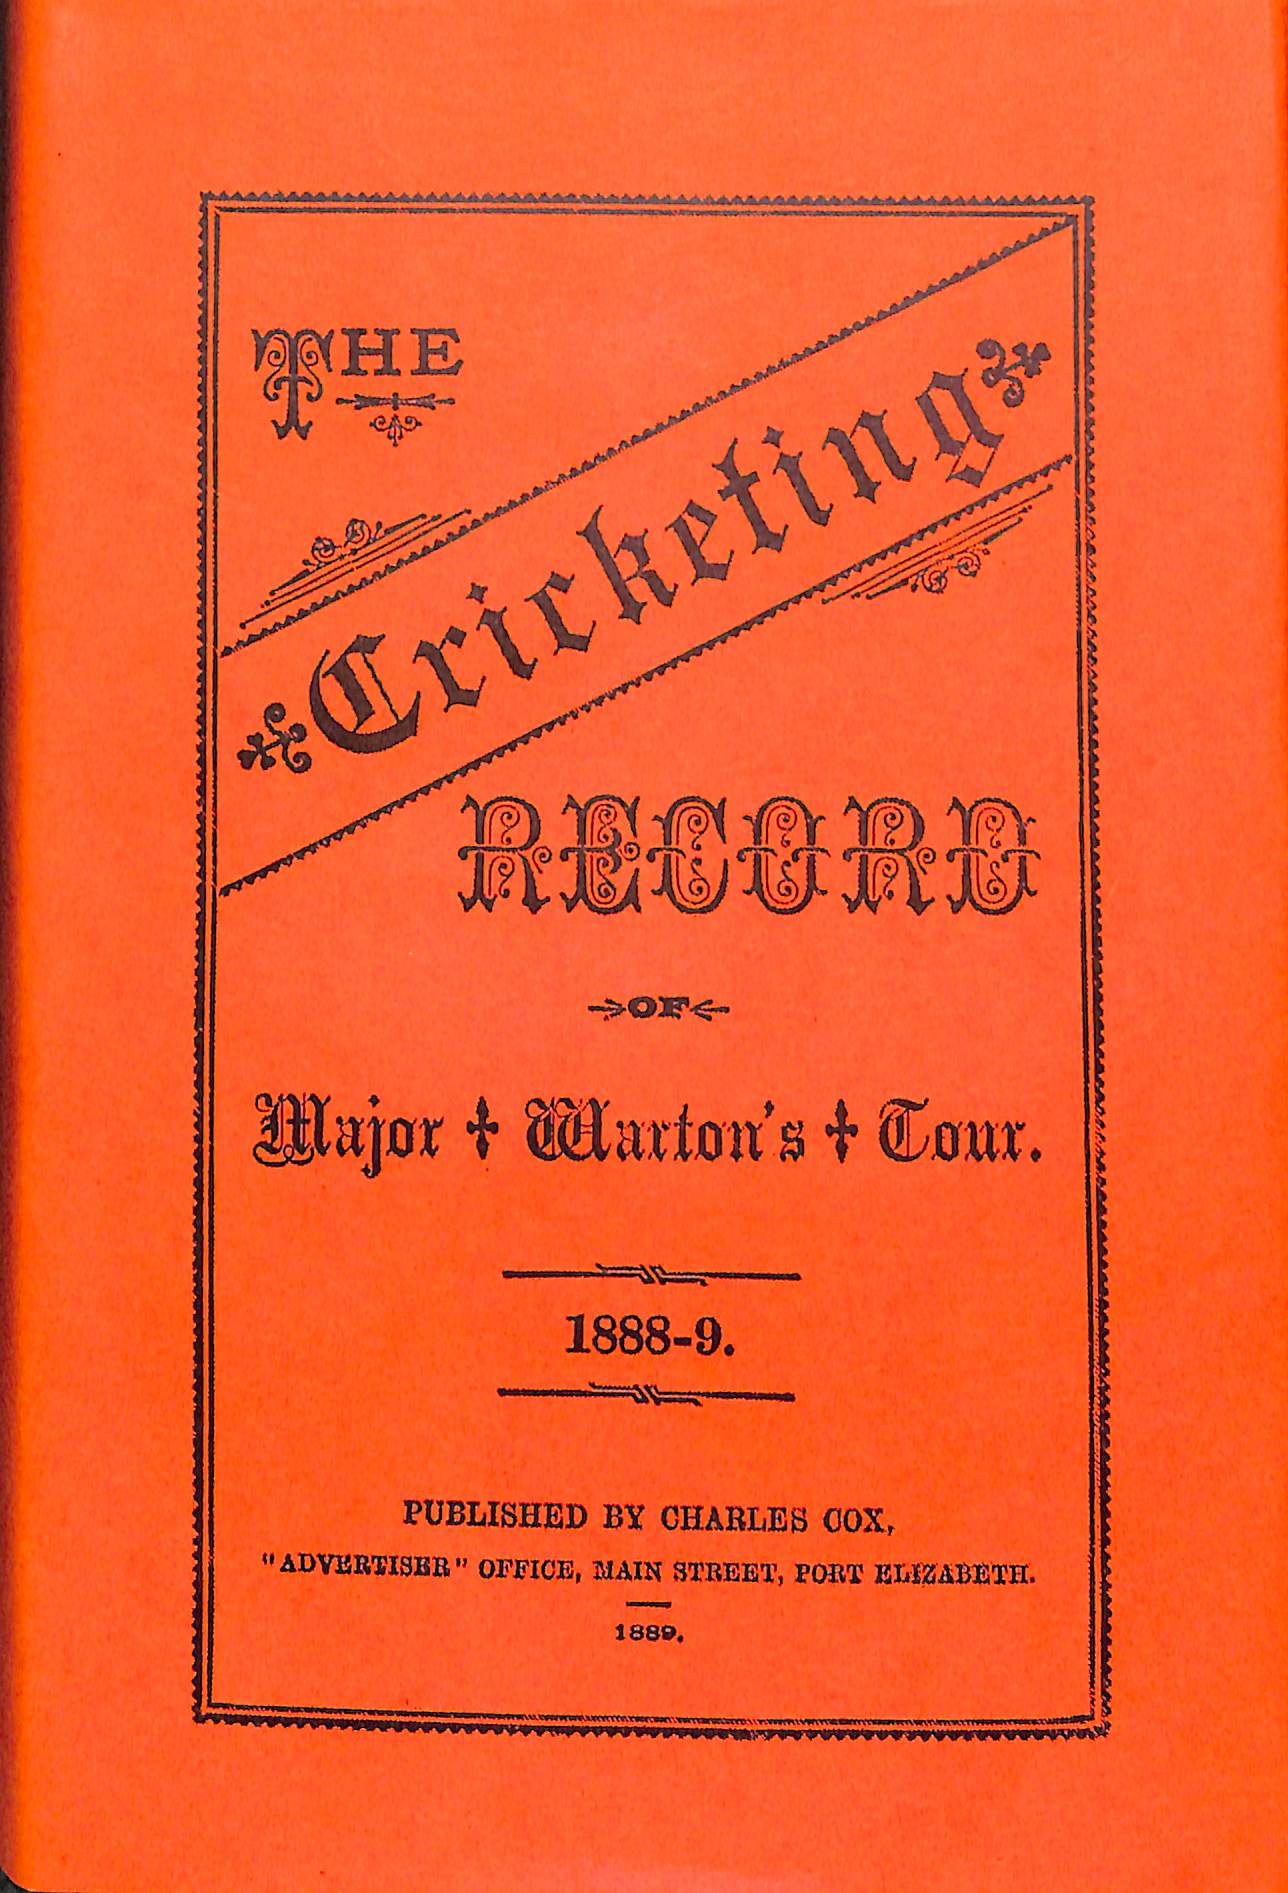 THE
Cricketing
RECORD
OF
Major Warton's Tour.
1888-9.
PUBLISHED BY CHARLES COX,
"ADVERTISER" OFFICE, MAIN STREET, PORT ELIZABETH.
1889.